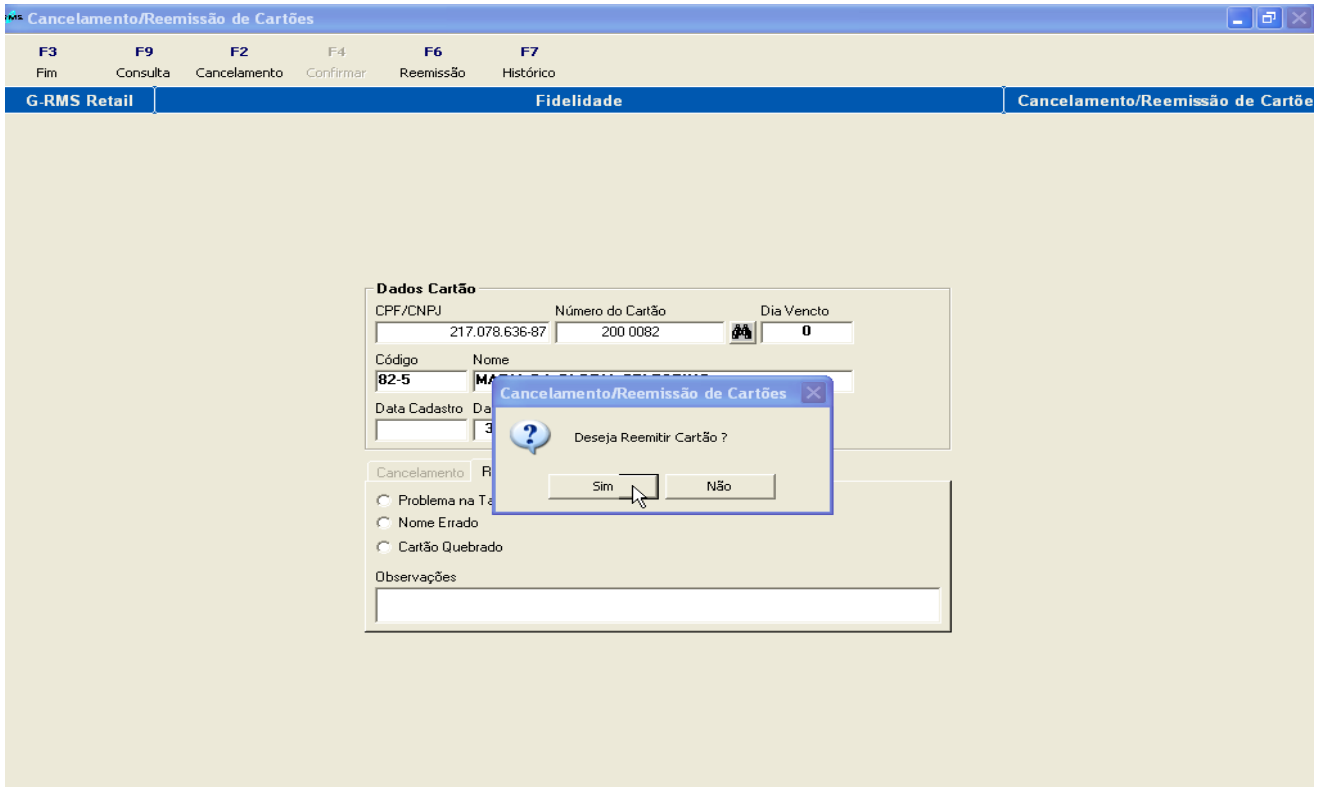 Cancelamento/Reemissão de Cartões
F3 F9 F2 F4 F6 F7
Fim Consulta Cancelamento Confirmar Reemissão Histórico
G-RMS Retail Fidelidade Cancelamento/Reemissão de Cartõe
Dados Cartão
CPF/CNPJ Número do Cartão Dia Vencto
217.078.636-87 200 0082 0
Código Nome
82-5
Cancelamento/Reemissão de Cartões
Data Cadastro
Deseja Reemitir Cartão ?
Cancelamento
Sim Não
Problema na
Nome Errado
Cartão Quebrado
Observações